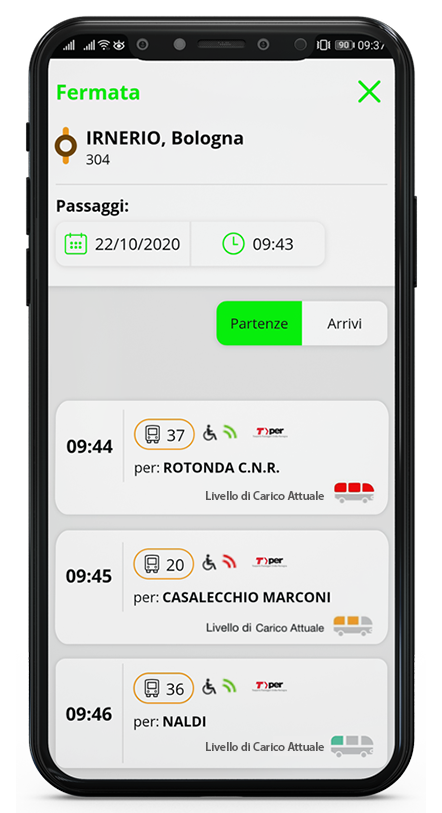 90 09:37
Fermata
IRNERIO, Bologna
304
Passaggi:
22/10/2020 09:43
Partenze Arrivi
09:44
37 Tper
per: ROTONDA C.N.R.
Livello di Carico Attuale
09:45
20 Tper
per: CASALECCHIO MARCONI
Livello di Carico Attuale
09:46
36 Tper
per: NALDI
Livello di Carico Attuale